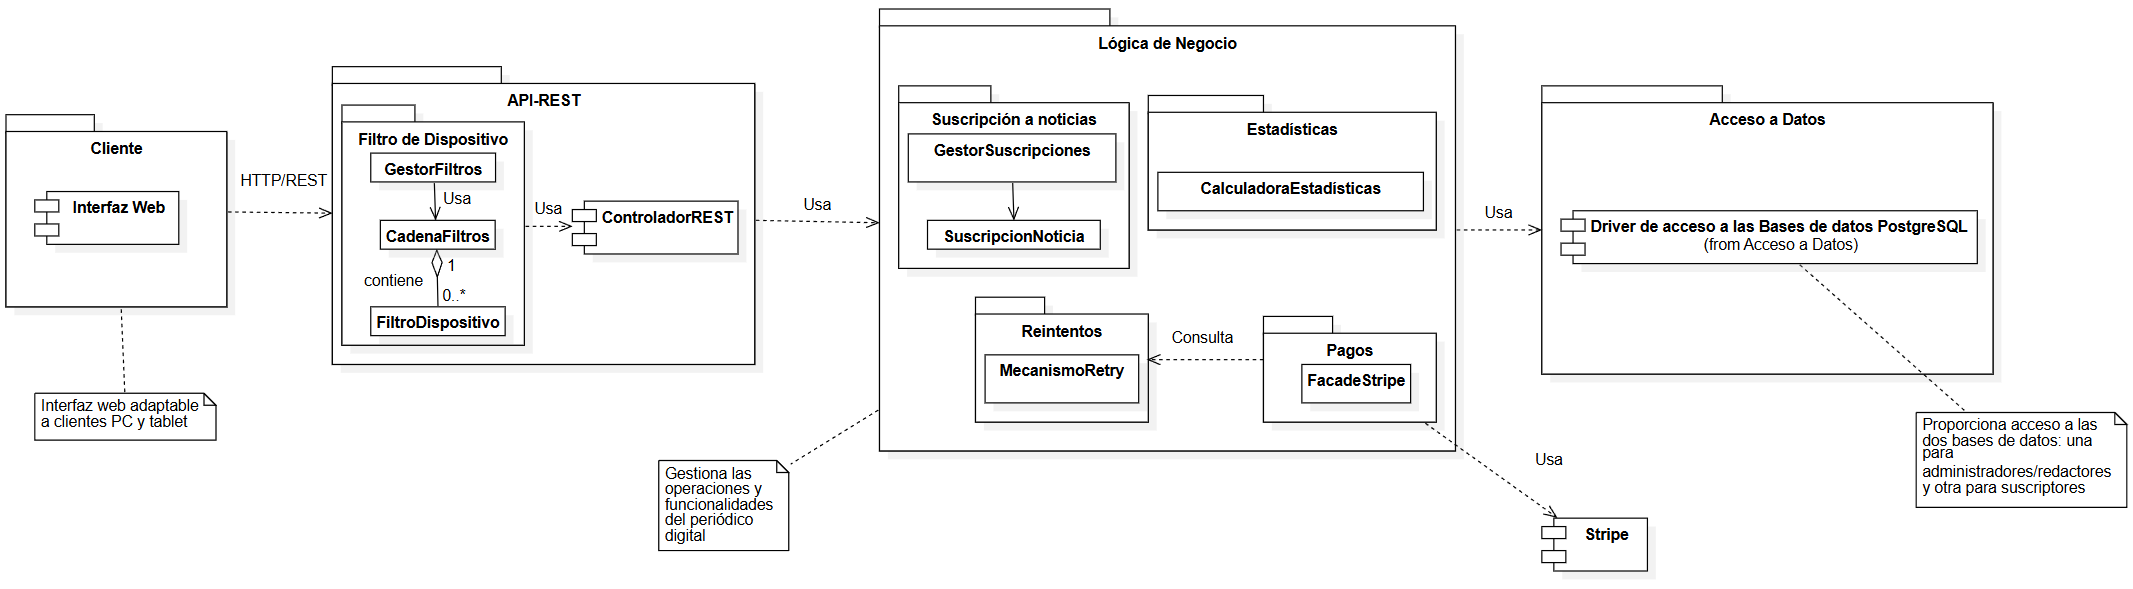 Cliente
Interfaz Web
Interfaz web adaptable
a clientes PC y tablet
HTTP/REST
API-REST
Filtro de Dispositivo
GestorFiltros
Usa
CadenaFiltros
1
contiene
0..*
FiltroDispositivo
Usa
ControladorREST
Usa
Lógica de Negocio
Suscripción a noticias
GestorSuscripciones
SuscripcionNoticia
Estadísticas
CalculadoraEstadísticas
Reintentos
MecanismoRetry
Consulta
Pagos
FacadeStripe
Gestiona las
operaciones y
funcionalidades
del periódico
digital
Usa
Stripe
Usa
Acceso a Datos
Driver de acceso a las Bases de datos PostgreSQL
(from Acceso a Datos)
Proporciona acceso a las
dos bases de datos: una
para
administradores/redactores
y otra para suscriptores